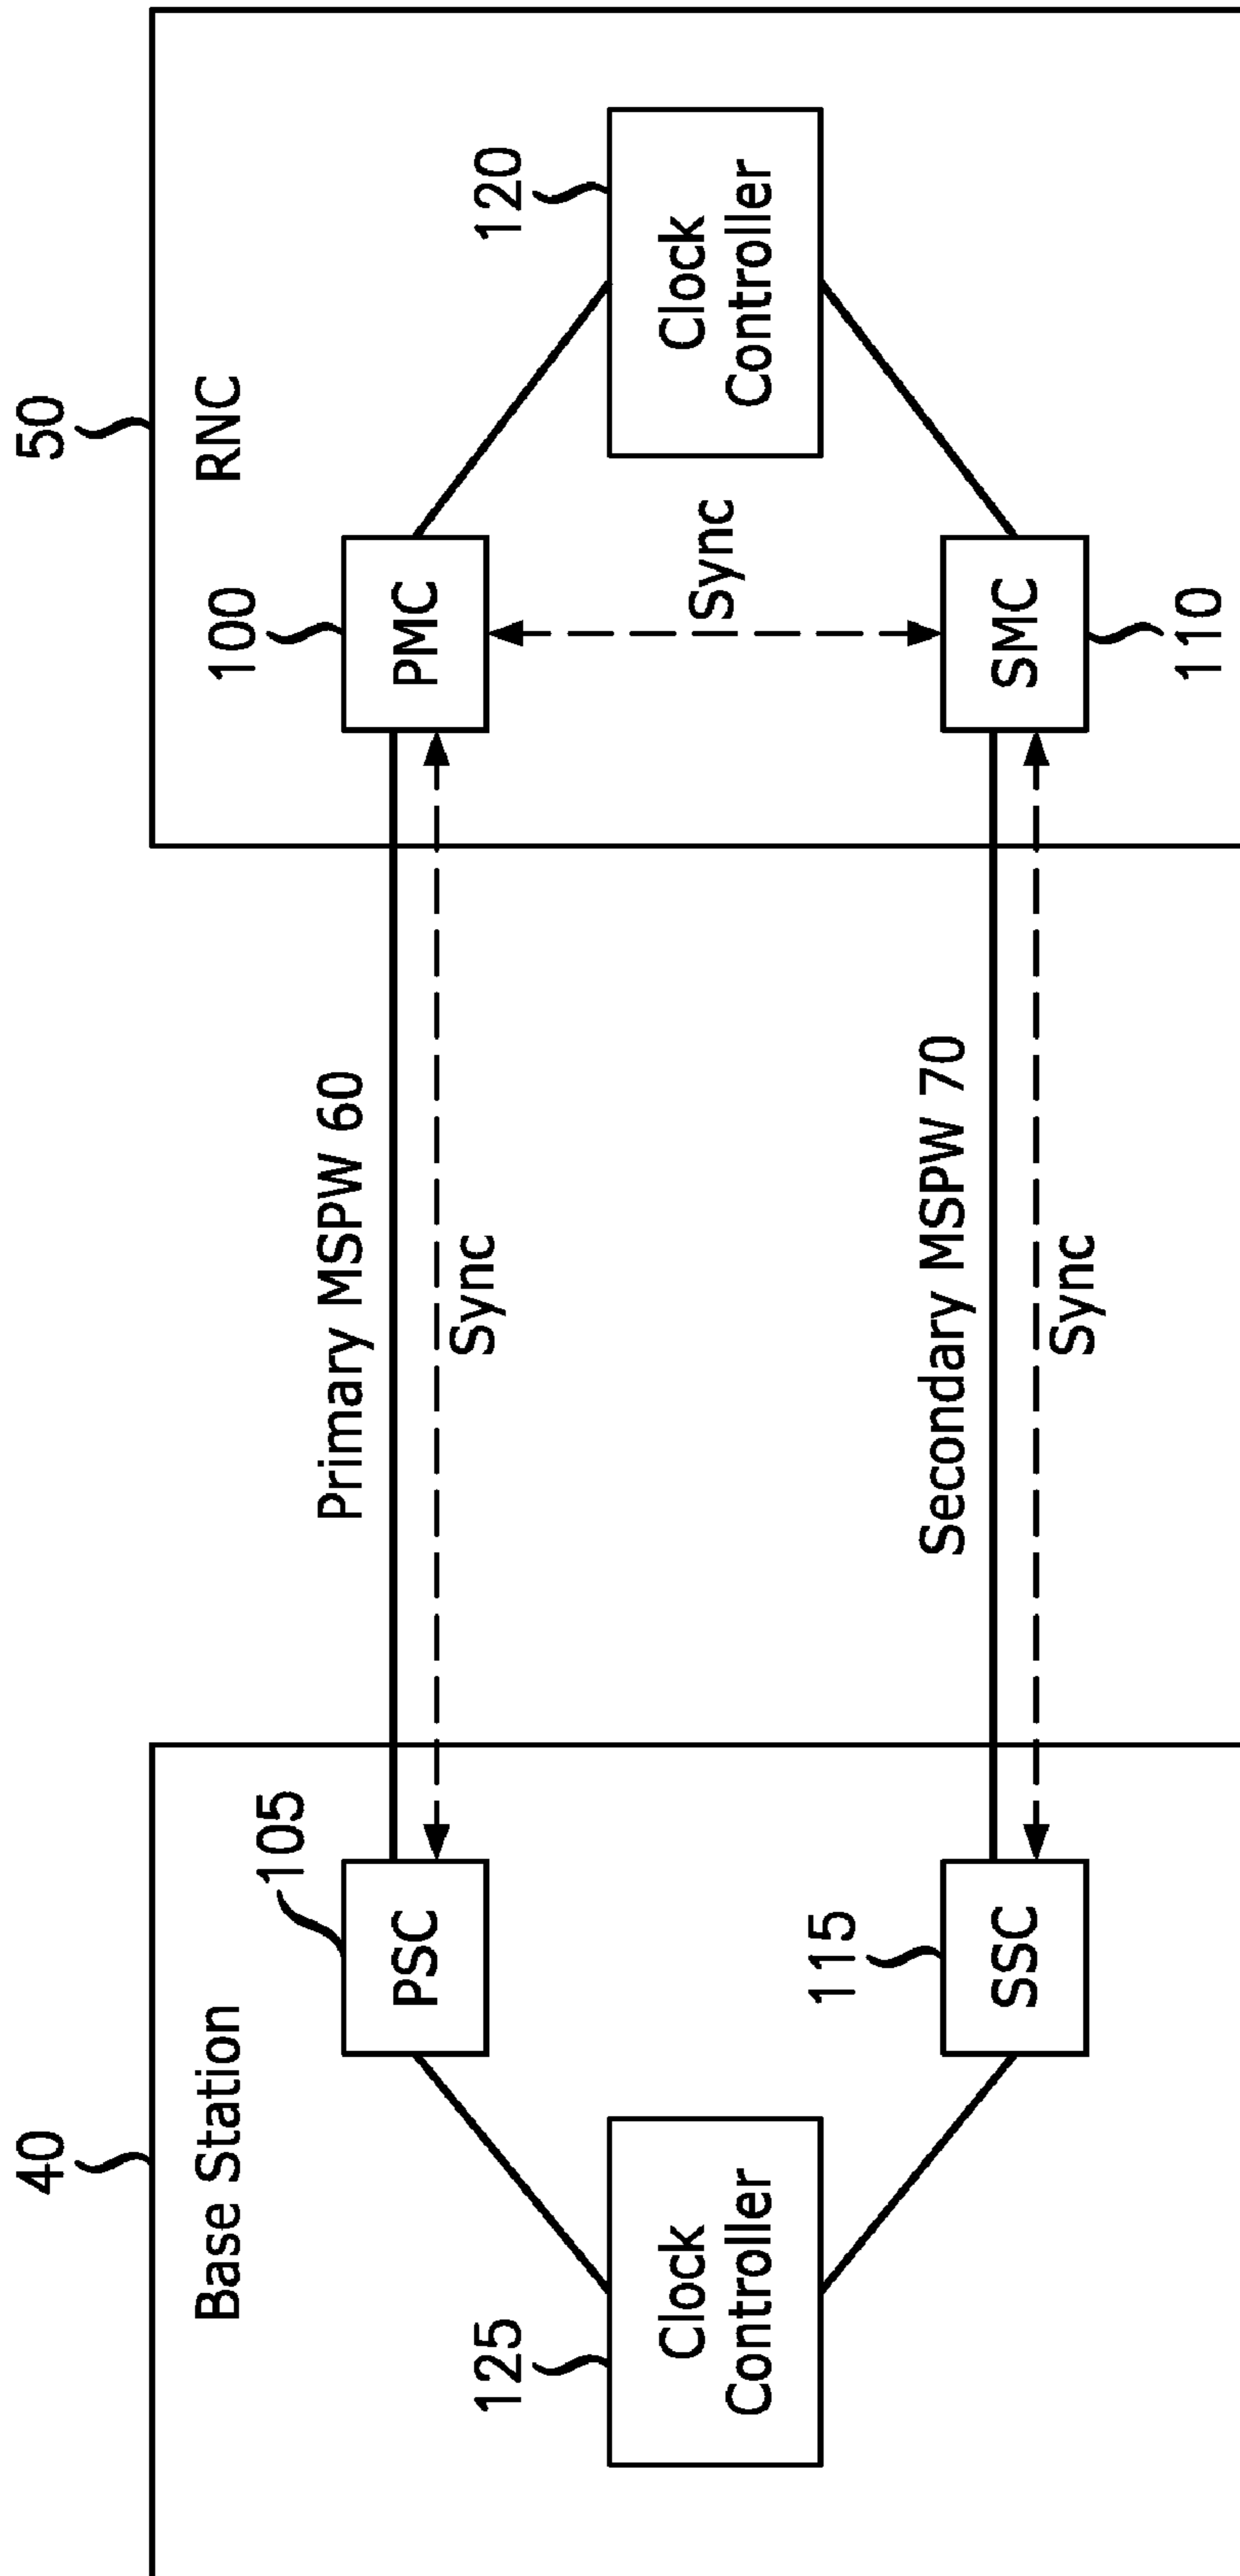 40
50
Base Station
RNC
105
100
PSC
Primary MSPW 60
PMC
Sync
125
120
Clock
Controller
Sync
Clock
Controller
115
Secondary MSPW 70
SSC
SMC
Sync
110